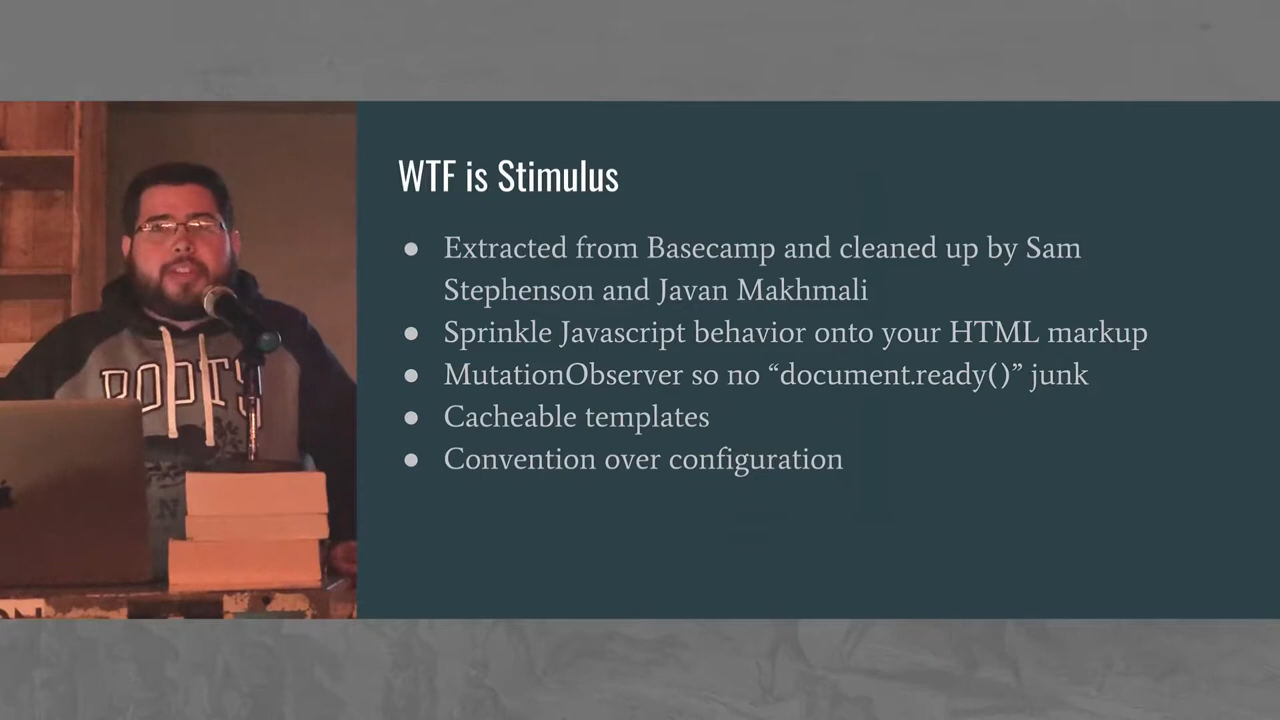 WTF is Stimulus
● Extracted from Basecamp and cleaned up by Sam
Stephenson and Javan Makhmali
● Sprinkle Javascript behavior onto your HTML markup
● MutationObserver so no “document.ready()” junk
● Cacheable templates
● Convention over configuration
ROOTS